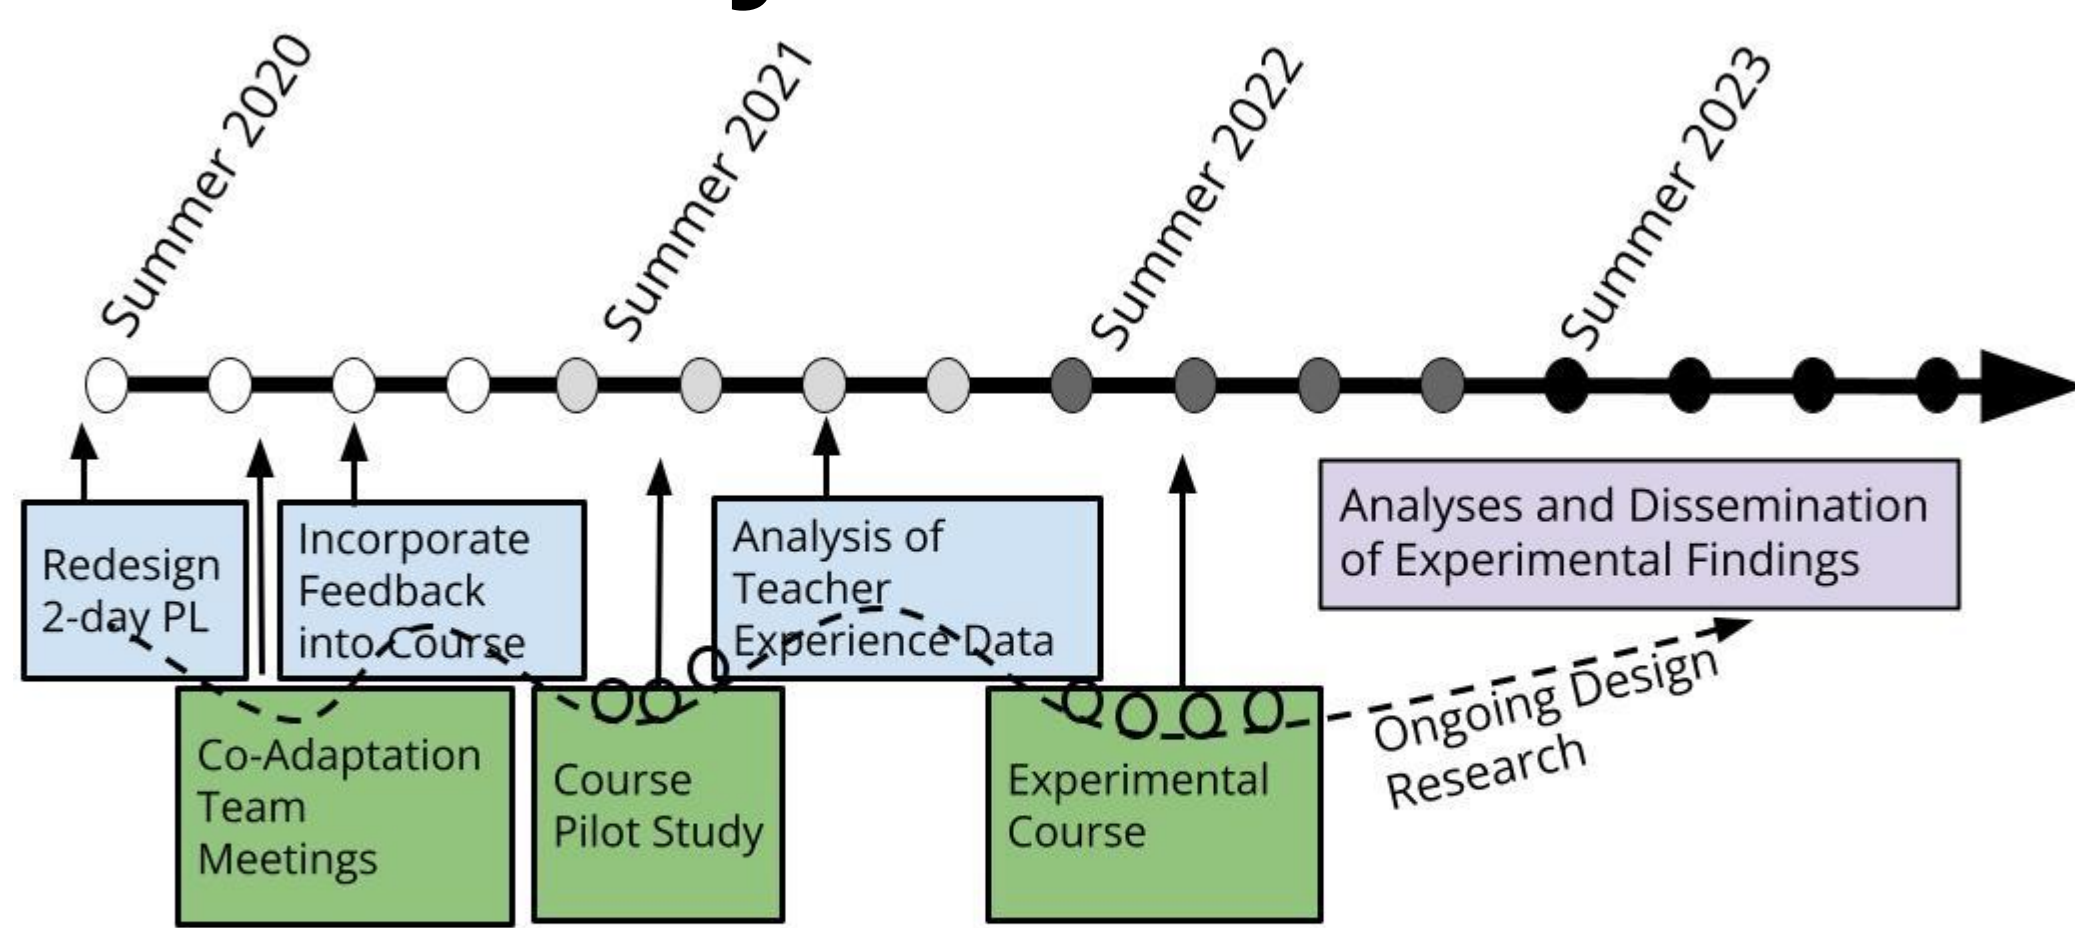 Summer 2020
Summer 2021
Summer 2022
Summer 2023
Redesign
2-day PL
Incorporate
Feedback
into Course
Analysis of
Teacher
Experience Data
Analyses and Dissemination
of Experimental Findings
Co-Adaptation
Team
Meetings
Course
Pilot Study
Experimental
Course
Ongoing Design
Research